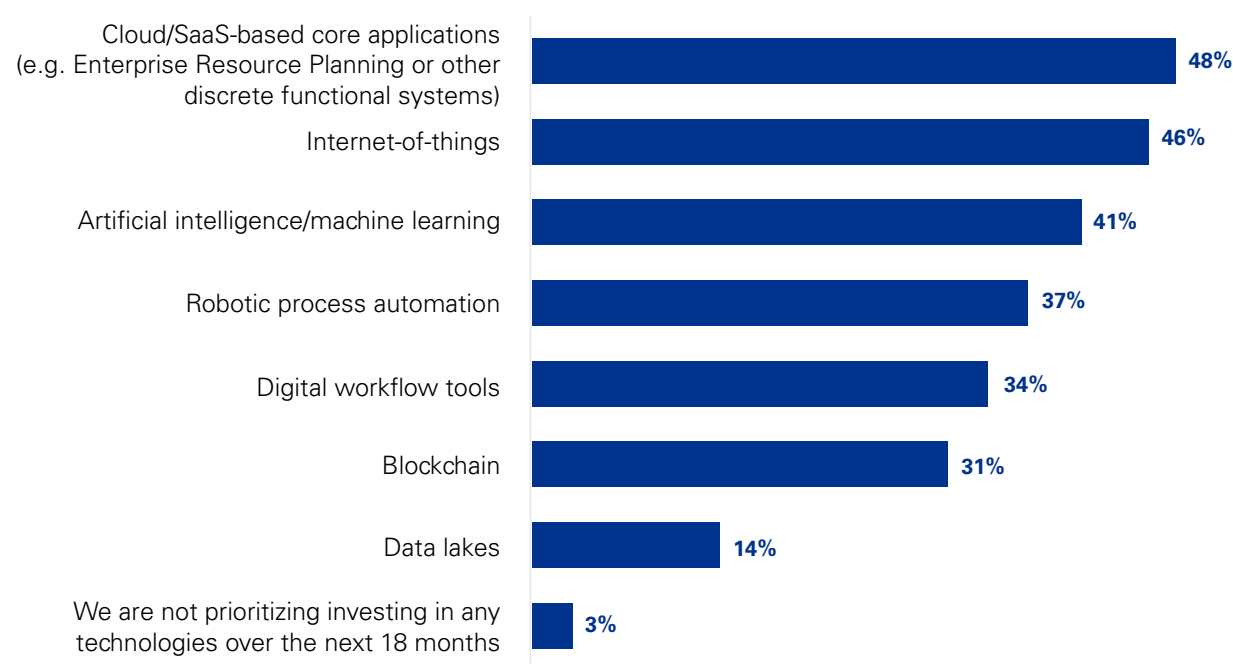 Cloud/SaaS-based core applications
(e.g. Enterprise Resource Planning or other
discrete functional systems)
48%
Internet-of-things
46%
Artificial intelligence/machine learning
41%
Robotic process automation
37%
Digital workflow tools
34%
Blockchain
31%
Data lakes
14%
We are not prioritizing investing in any
technologies over the next 18 months
3%